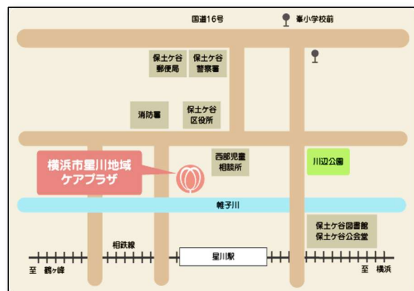 国道16号
峯小学校前
保土ケ谷
郵便局
保土ケ谷
警察署
消防署
保土ケ谷
区役所
横浜市星川地域
ケアプラザ
西部児童
相談所
川辺公園
帷子川
保土ケ谷図書館
保土ケ谷公会堂
相鉄線
星川駅
至 鶴ヶ峰
至 横浜